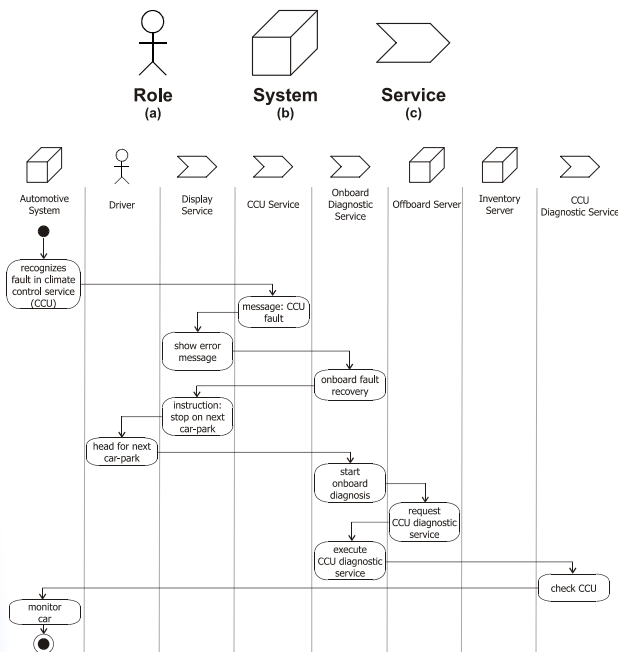 Role
(a)
System
(b)
Service
(c)
Automotive
System
Driver
Display
Service
CCU Service
Onboard
Diagnostic
Service
Offboard Server
Inventory
Server
CCU
Diagnostic Service
recognizes
fault in climate
control service
(CCU)
message: CCU
fault
show error
message
onboard fault
recovery
instruction:
stop on next
car-park
head for next
car-park
start
onboard
diagnosis
request
CCU diagnostic
service
execute
CCU diagnostic
service
check CCU
monitor
car